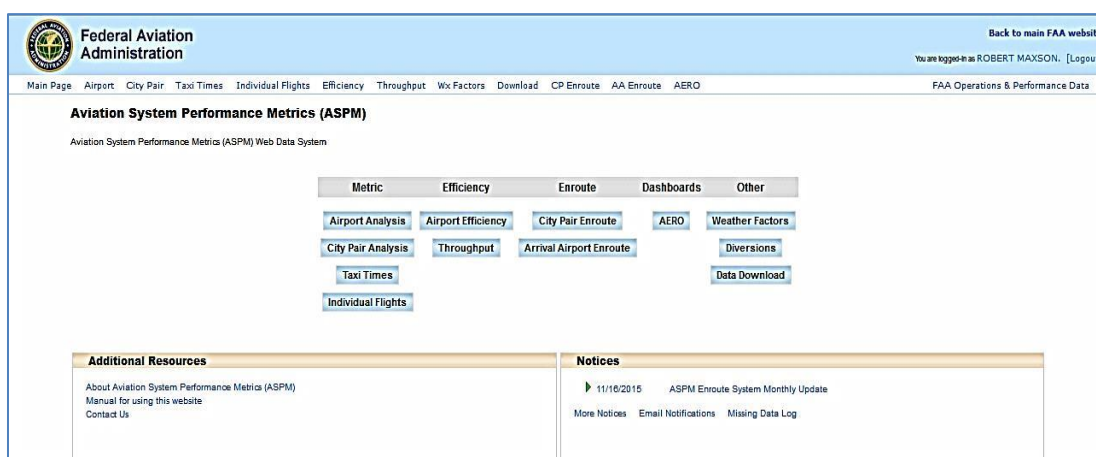 Federal Aviation
Administration
Back to main FAA websit
You are logged-in as ROBERT MAXSON. [Logout
Main Page Airport City Pair Taxi Times Individual Flights Efficiency Throughput Wx Factors Download CP Enroute AA Enroute AERO FAA Operations & Performance Data
Aviation System Performance Metrics (ASPM)
Aviation System Performance Metrics (ASPM) Web Data System
Metric Efficiency Enroute Dashboards Other
Airport Analysis Airport Efficiency City Pair Enroute AERO Weather Factors
City Pair Analysis Throughput Arrival Airport Enroute Diversions
Taxi Times Data Download
Individual Flights
Additional Resources Notices
About Aviation System Performance Metrics (ASPM)
Manual for using this website
Contact Us
11/16/2015 ASPM Enroute System Monthly Update
More Notices Email Notifications Missing Data Log